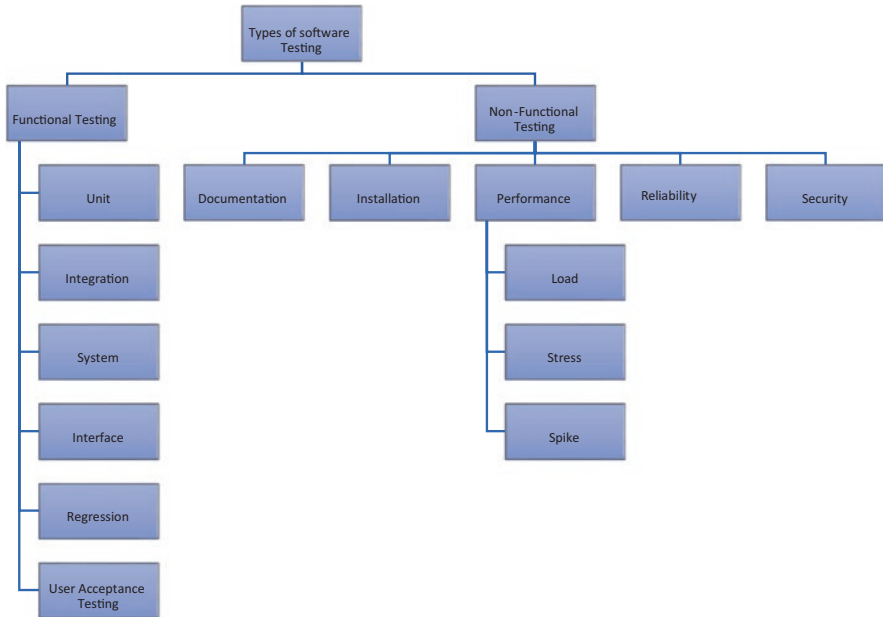 Types of software
Testing
Functional Testing
Non-Functional
Testing
Unit
Documentation
Installation
Performance
Reliability
Security
Integration
Load
System
Stress
Interface
Spike
Regression
User Acceptance
Testing